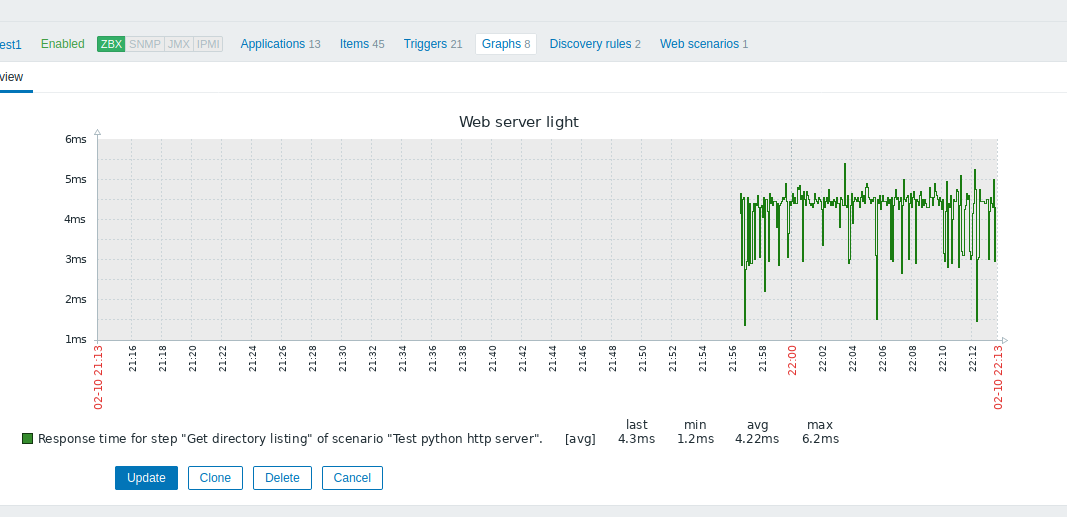 est1 Enabled ZBX SNMP JMX IPMI Applications 13 Items 45 Triggers 21 Graphs 8 Discovery rules 2 Web scenarios 1
view
Web server light
6ms
5ms
4ms
3ms
2ms
1ms
02-10 21:13 21:16 21:18 21:20 21:22 21:24 21:26 21:28 21:30 21:32 21:34 21:36 21:38 21:40 21:42 21:44 21:46 21:48 21:50 21:52 21:54 21:56 21:58 22:00 22:02 22:04 22:06 22:08 22:10 22:12 02-10 22:13
last min avg max
Response time for step "Get directory listing" of scenario "Test python http server". [avg] 4.3ms 1.2ms 4.22ms 6.2ms
Update Clone Delete Cancel